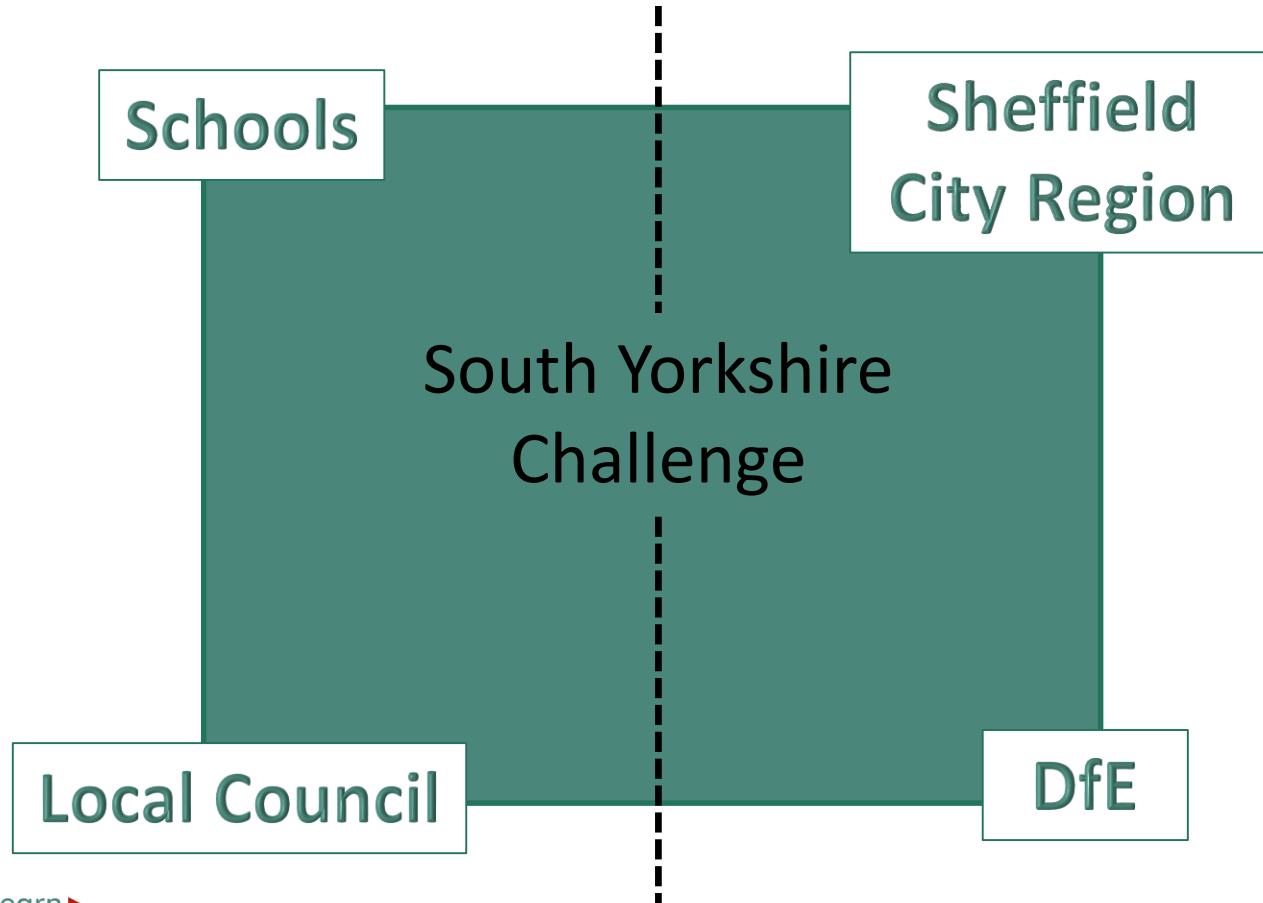 Schools
Sheffield
City Region
South Yorkshire
Challenge
Local Council
DfE